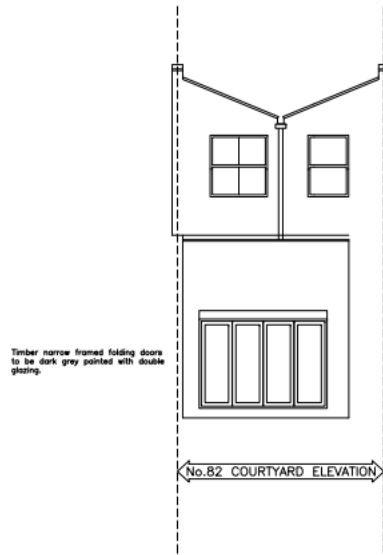 Timber narrow framed folding doors
to be dark grey painted with double
glazing.
No.82 COURTYARD ELEVATION